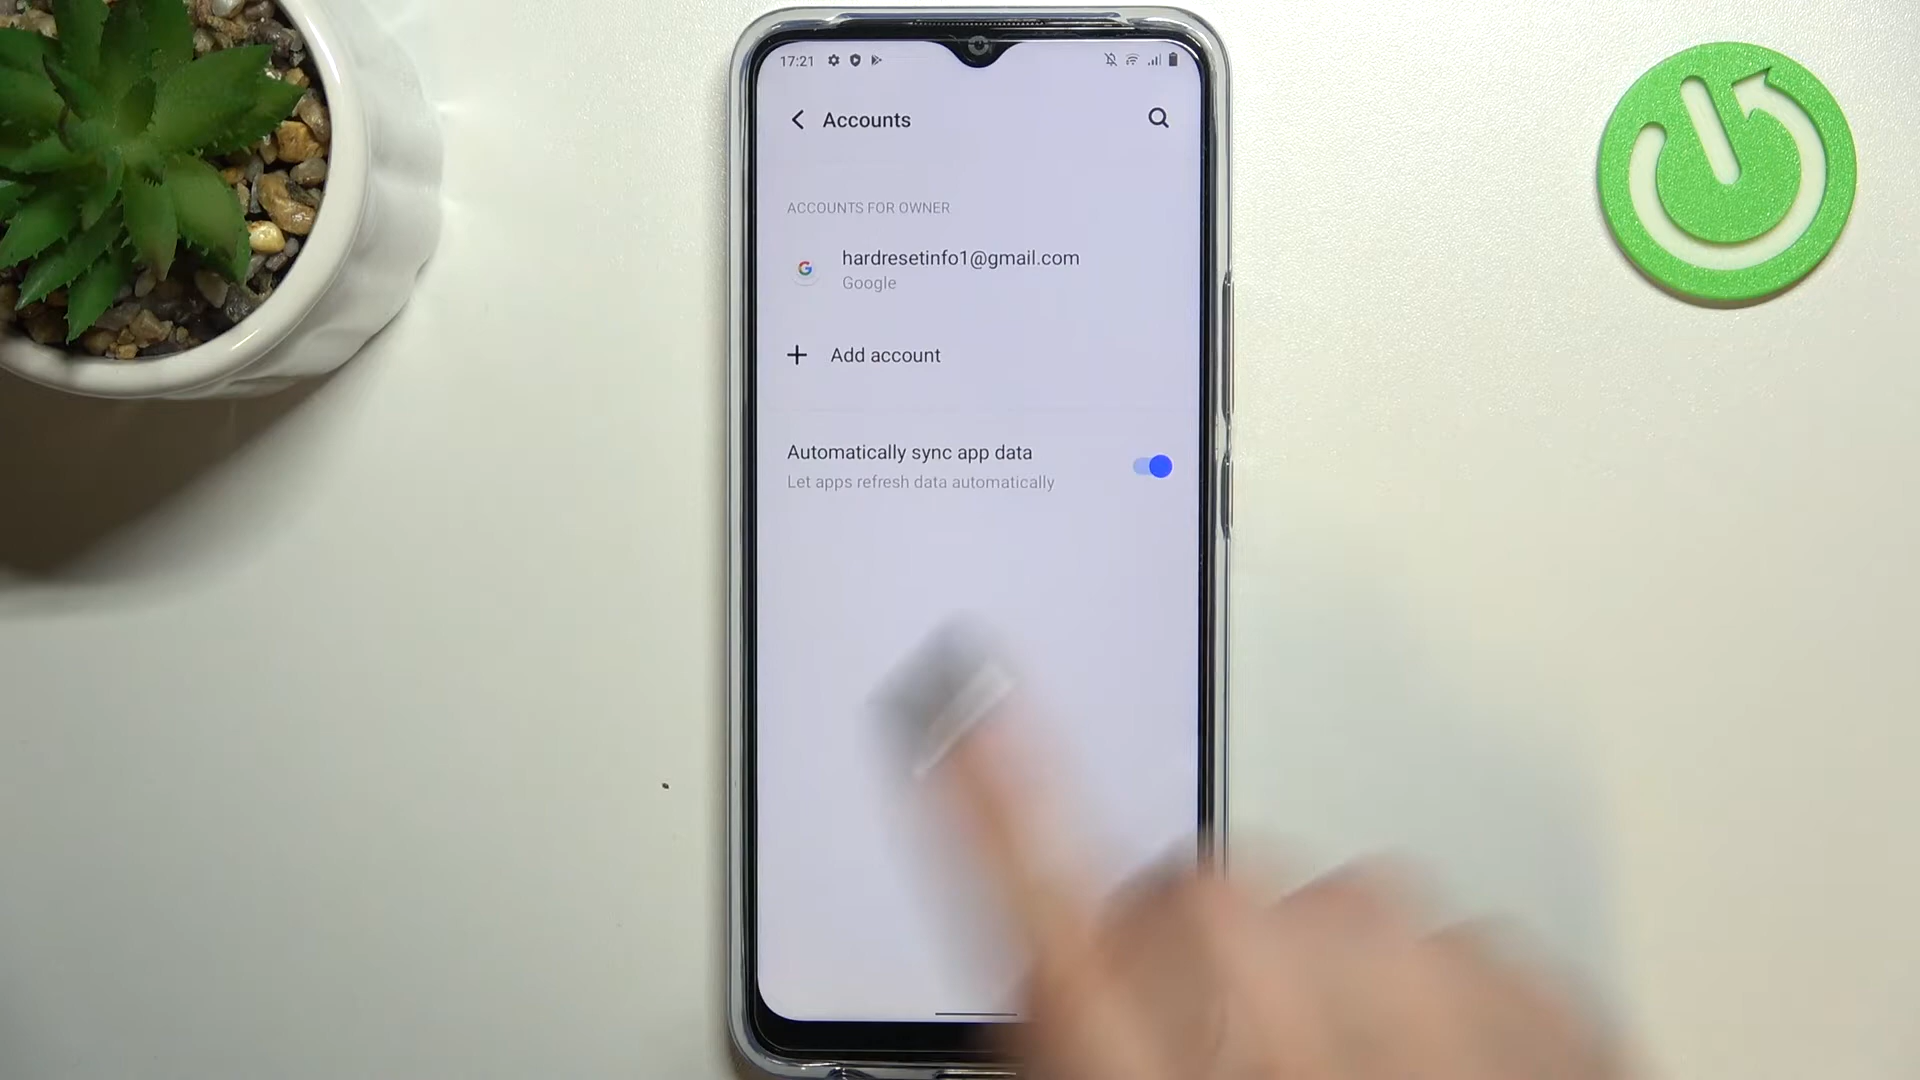 17:21
Accounts
ACCOUNTS FOR OWNER
hardresetinfo1@gmail.com
Google
+ Add account
Automatically sync app data
Let apps refresh data automatically